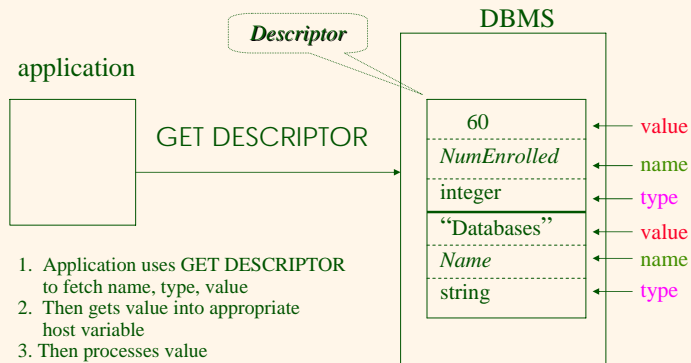 DBMS
Descriptor
application
GET DESCRIPTOR
60
value
NumEnrolled
name
integer
type
“Databases”
value
Name
name
string
type
1. Application uses GET DESCRIPTOR
to fetch name, type, value
2. Then gets value into appropriate
host variable
3. Then processes value